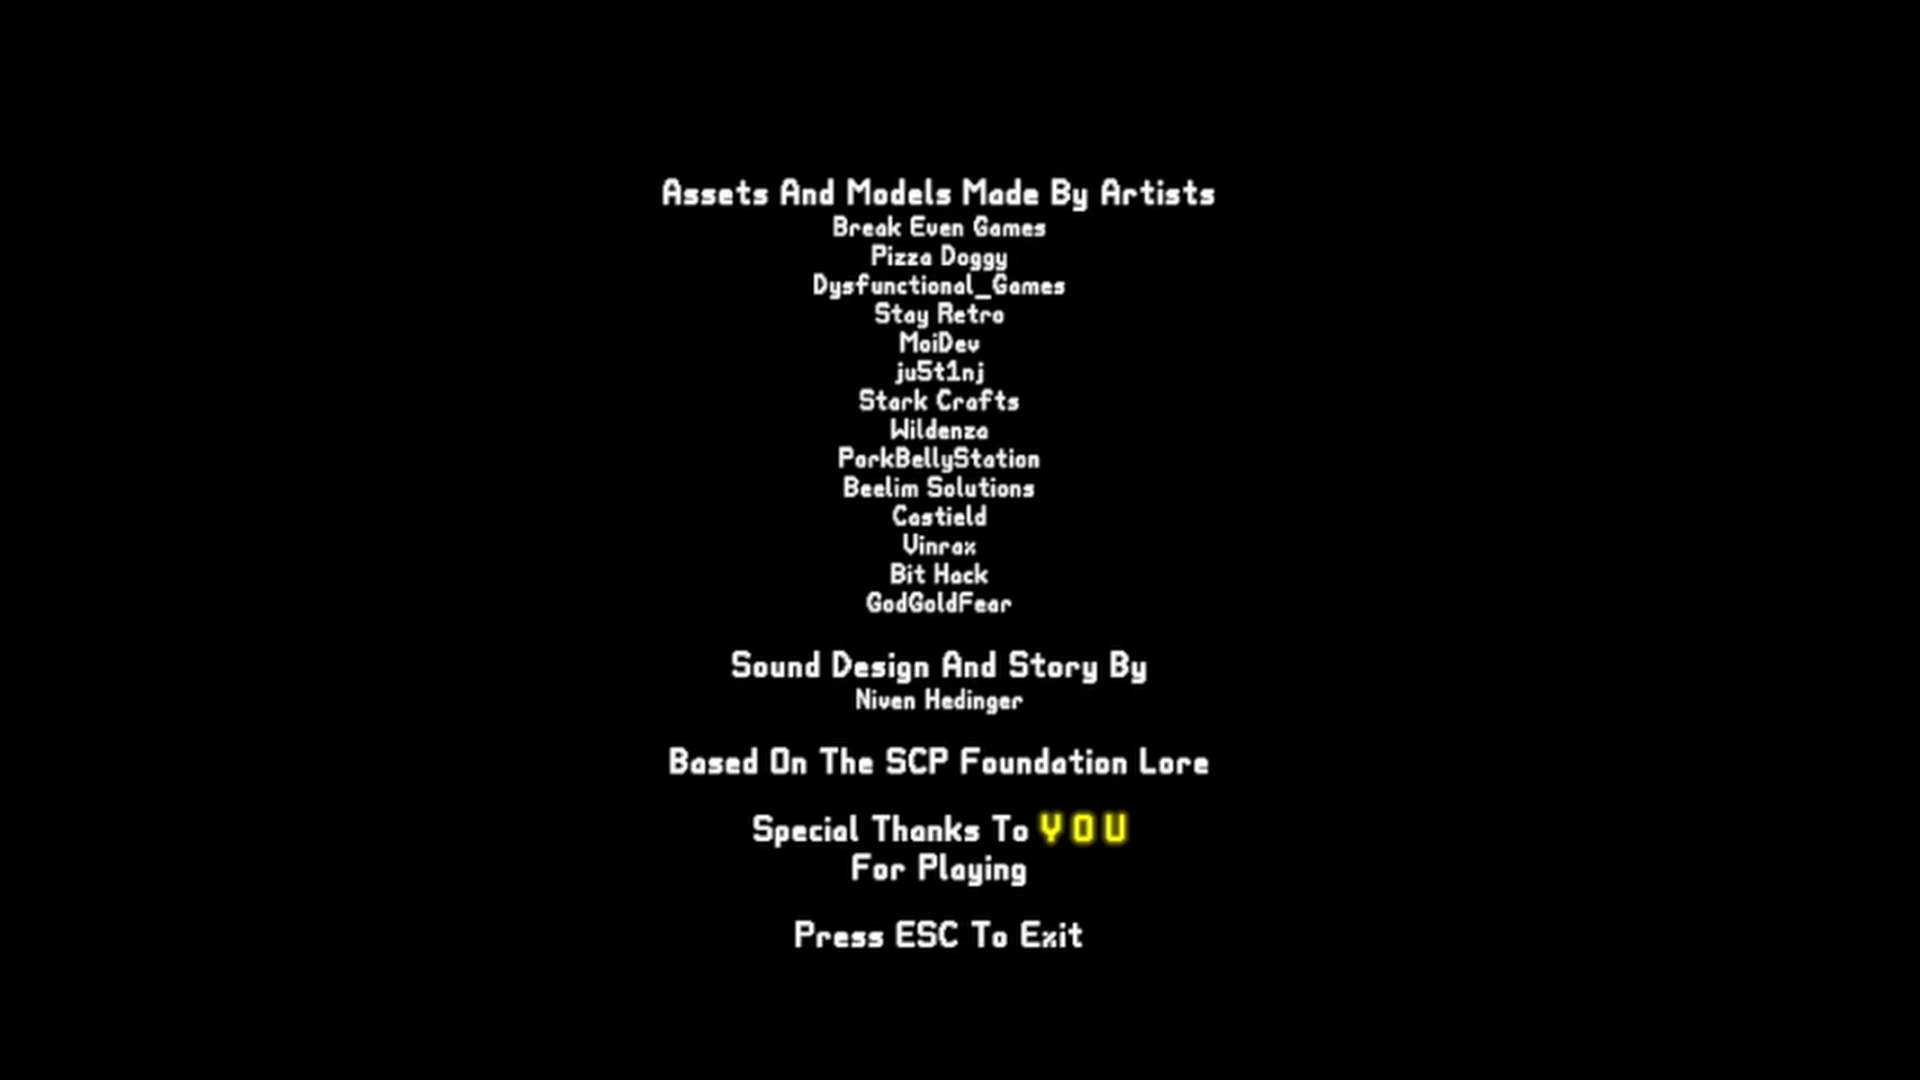 Assets And Models Made By Artists
Break Even Games
Pizza Doggy
Dysfunctional_Games
Stay Retro
MoiDev
ju5t1nj
Stark Crafts
Wildenza
PorkBellyStation
Beelim Solutions
Castield
Vinrax
Bit Hack
GodGoldFear
Sound Design And Story By
Niven Hedinger
Based On The SCP Foundation Lore
Special Thanks To Y O U
For Playing
Press ESC To Exit